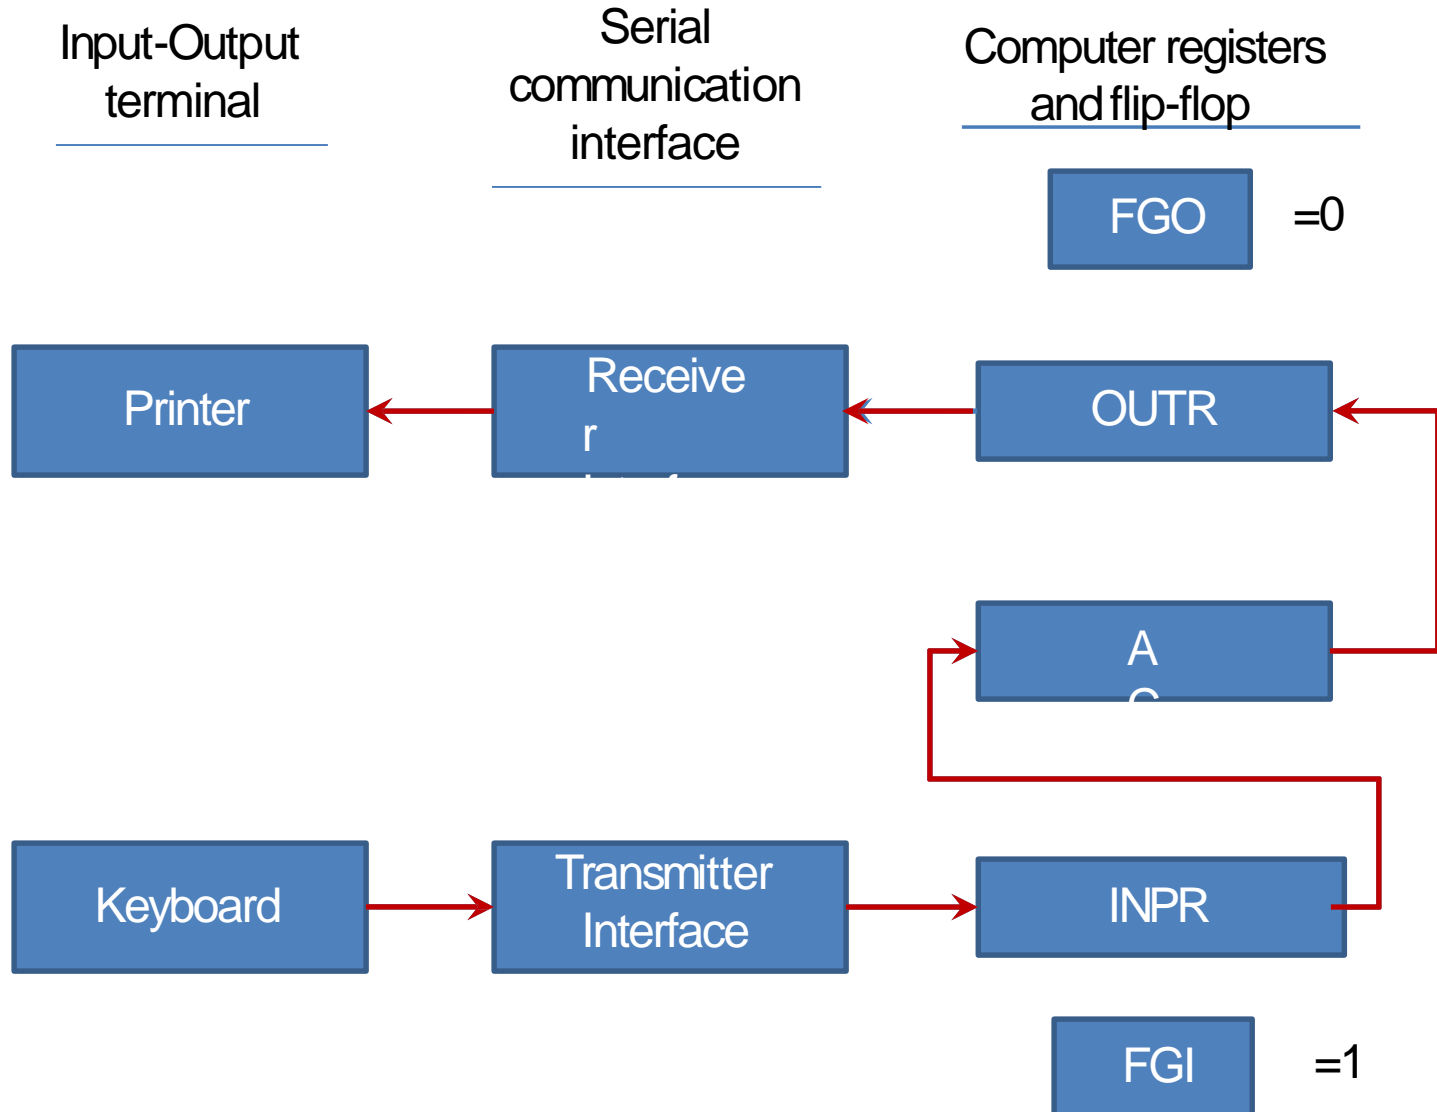 Input-Output
terminal
Serial
communication
interface
Computer registers
and flip-flop
FGO
=0
Printer
Receive
r
OUTR
A
Keyboard
Transmitter
Interface
INPR
FGI
=1